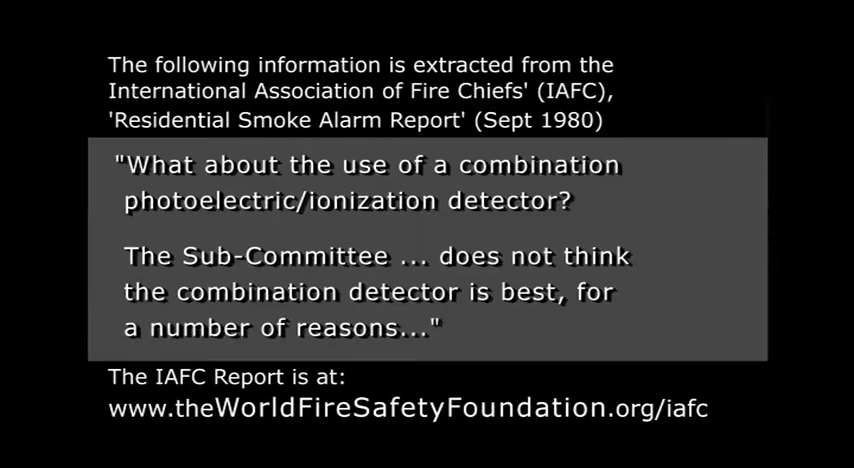 The following information is extracted from the
International Association of Fire Chiefs' (IAFC),
'Residential Smoke Alarm Report' (Sept 1980)
"What about the use of a combination
photoelectric/ionization detector?
The Sub-Committee ... does not think
the combination detector is best, for
a number of reasons..."
The IAFC Report is at:
www.theWorldFireSafetyFoundation.org/iafc